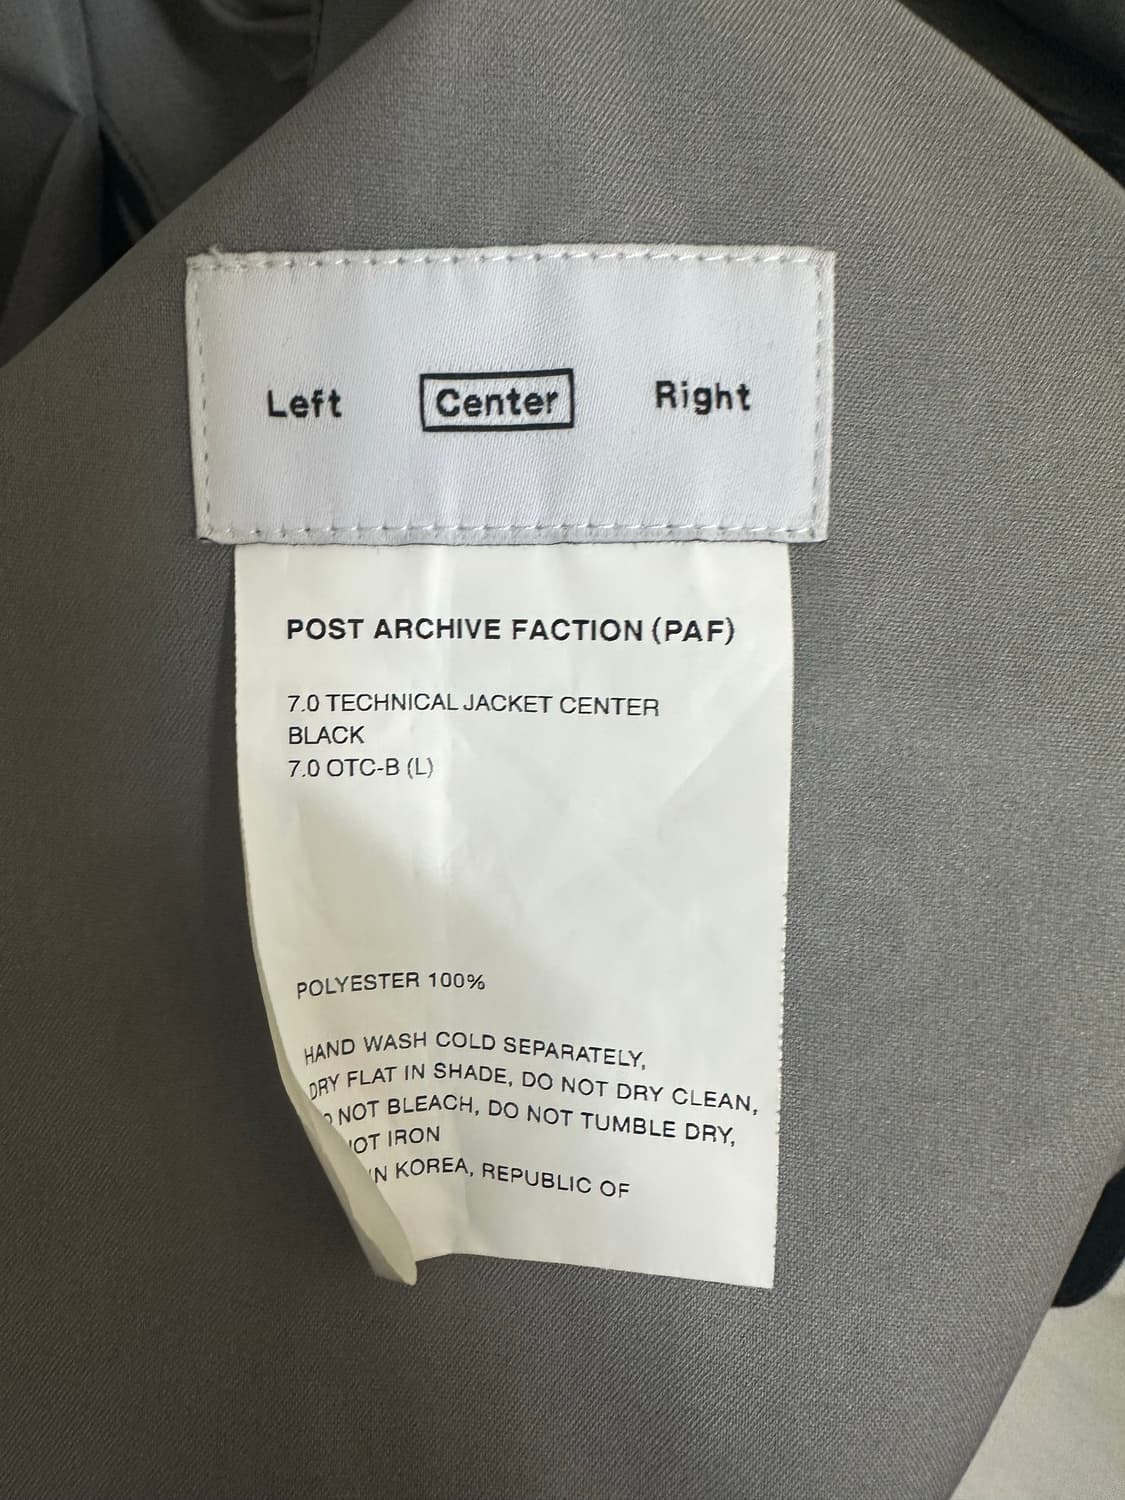 Left Center Right
POST ARCHIVE FACTION (PAF)
7.0 TECHNICAL JACKET CENTER
BLACK
7.0 OTC-B (L)
POLYESTER 100%
HAND WASH COLD SEPARATELY,
DRY FLAT IN SHADE, DO NOT DRY CLEAN,
NOT BLEACH, DO NOT TUMBLE DRY,
IRON
KOREA, REPUBLIC OF